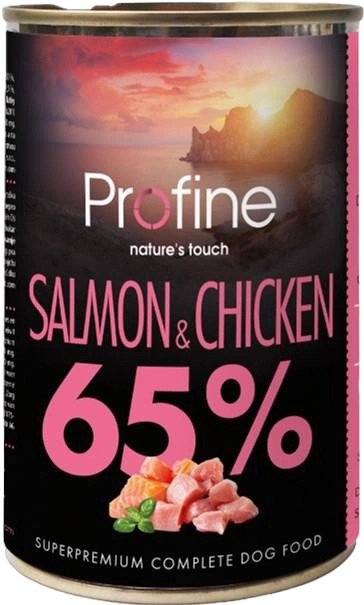 Profine
nature's touch
SALMON & CHICKEN
65%
SUPERPREMIUM COMPLETE DOG FOOD